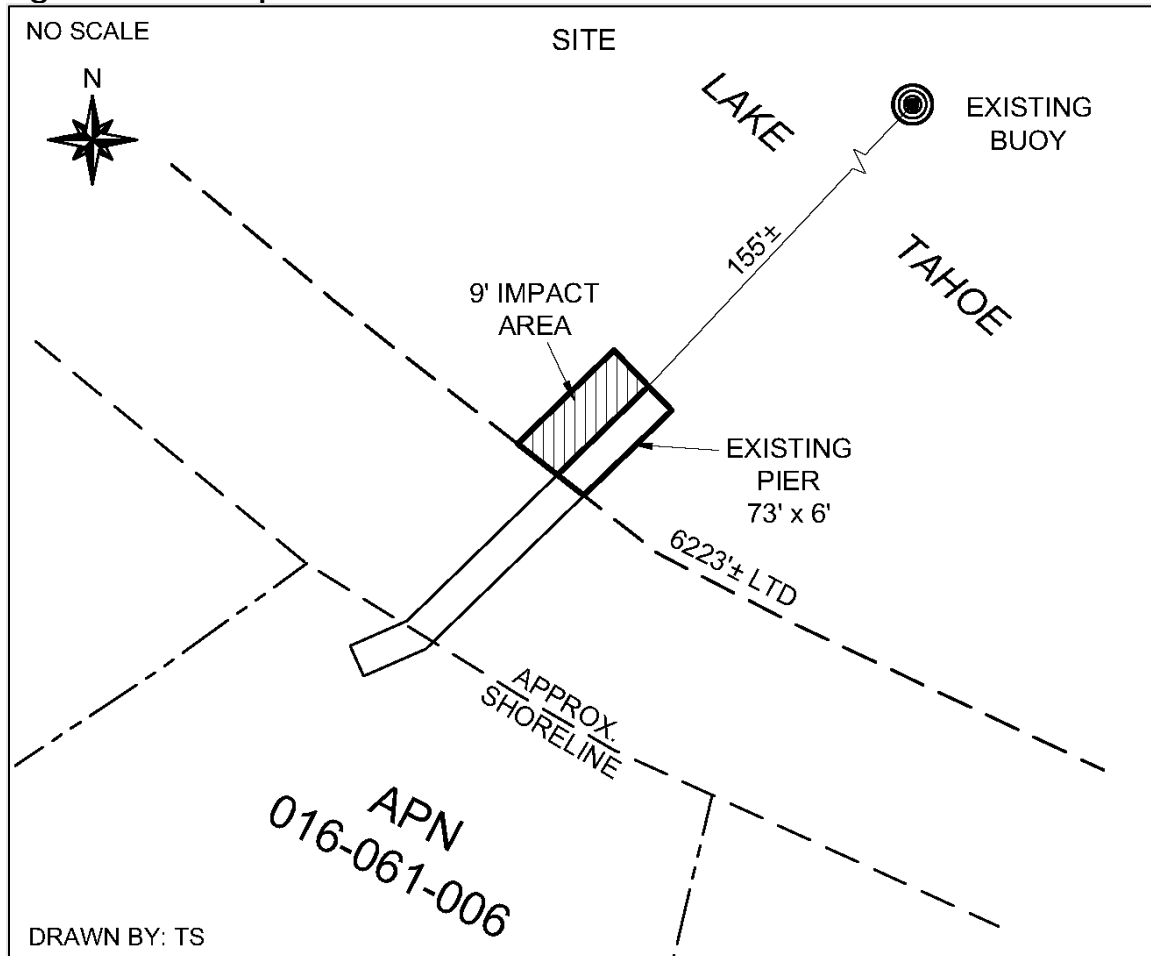 NO SCALE
SITE
N
LAKE
TAHOE
EXISTING
BUOY
155'±
9' IMPACT
AREA
EXISTING
PIER
73' x 6'
6223'± LTD
APPROX.
SHORELINE
APN
016-061-006
DRAWN BY: TS